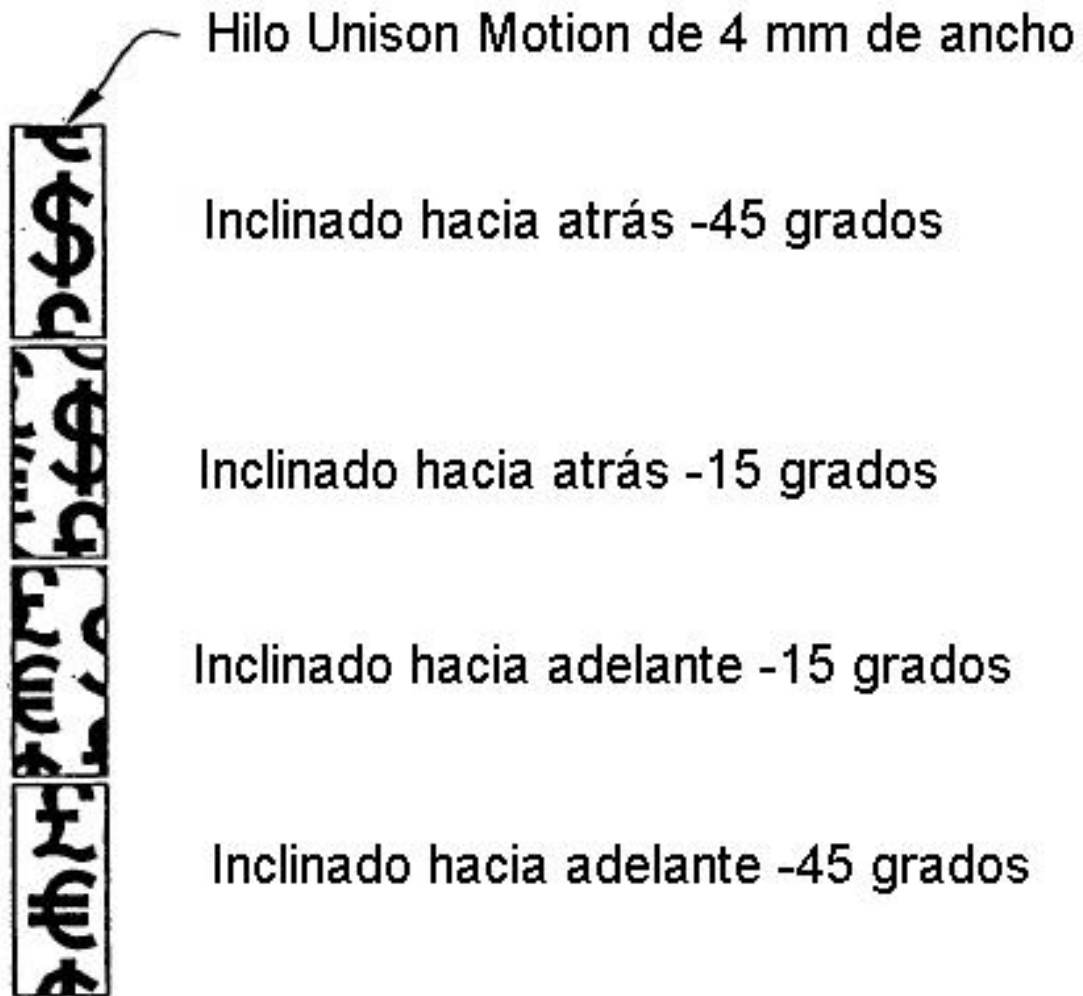 Hilo Unison Motion de 4 mm de ancho
Inclinado hacia atrás -45 grados
Inclinado hacia atrás -15 grados
Inclinado hacia adelante -15 grados
Inclinado hacia adelante -45 grados